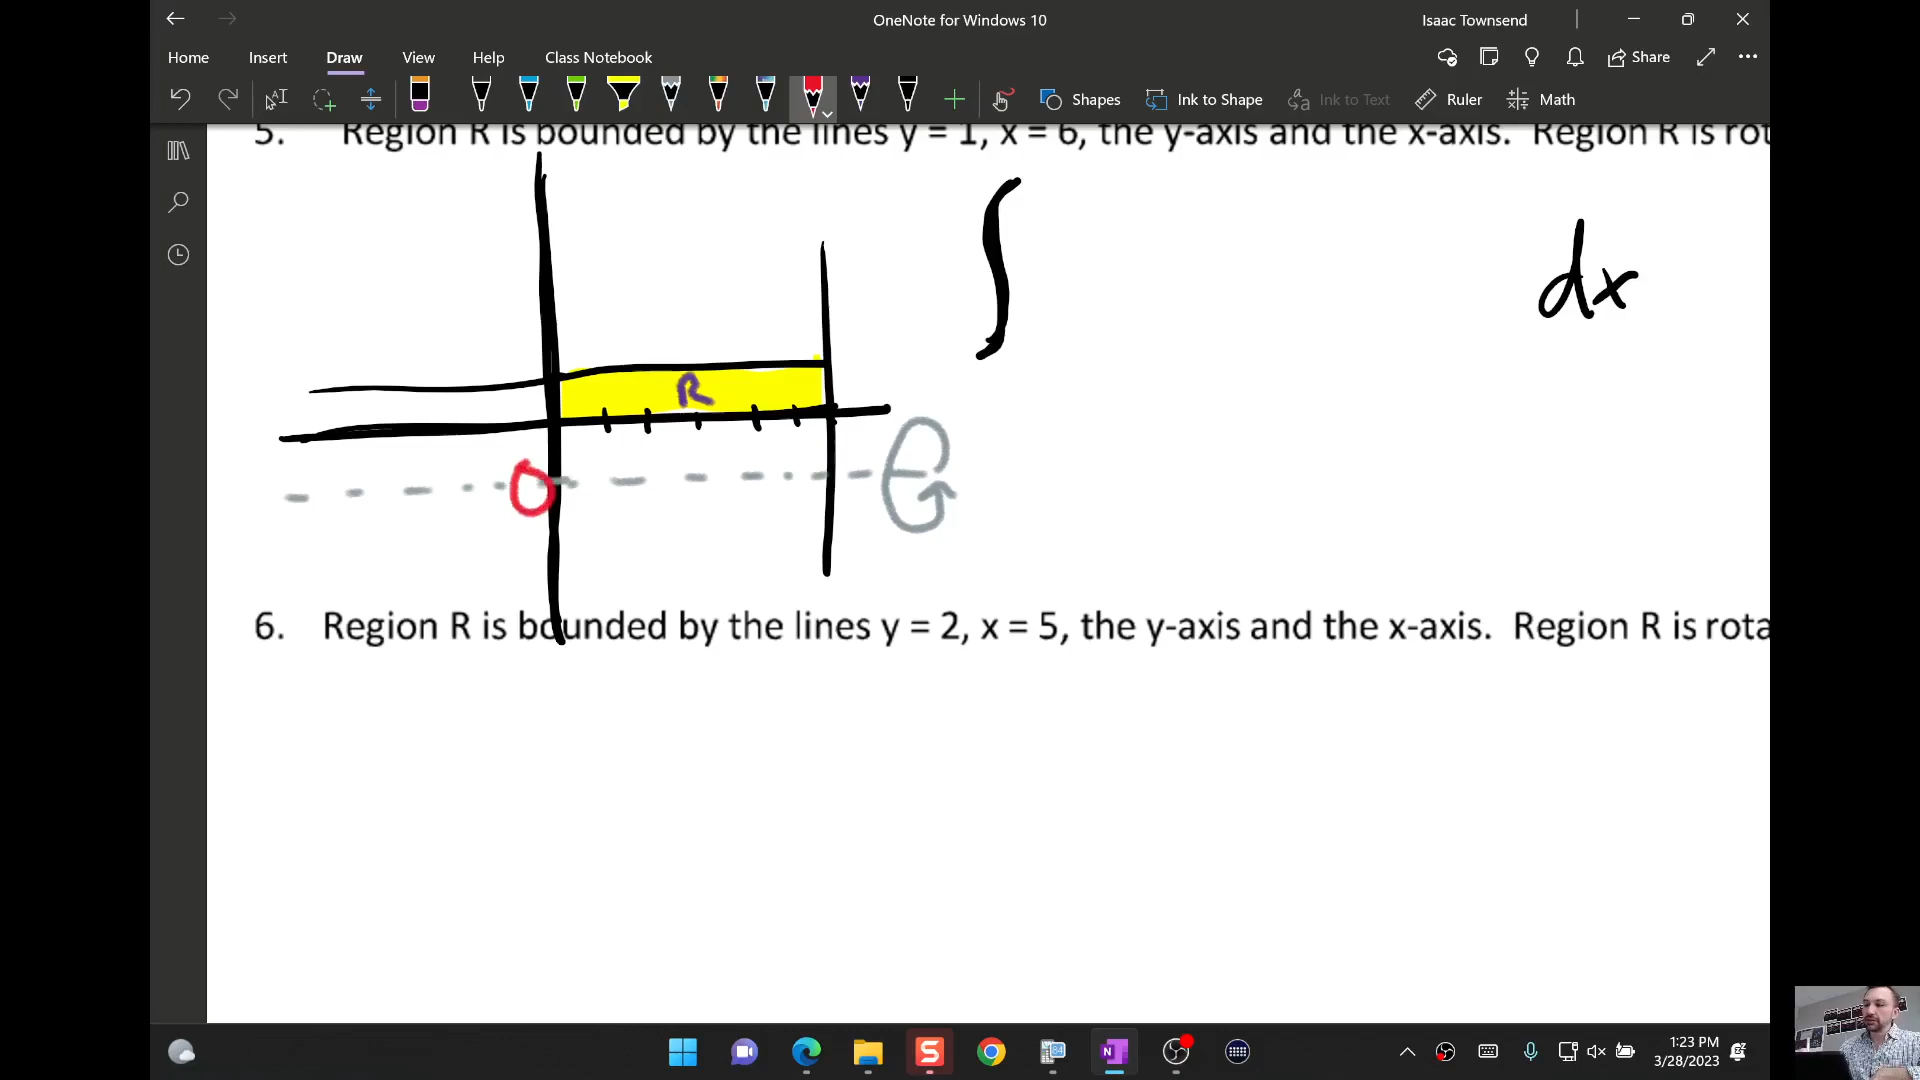 OneNote for Windows 10
Isaac Townsend
Home Insert Draw View Help Class Notebook
Share
Shapes Ink to Shape Ink to Text Ruler Math
5. Region R is bounded by the lines y = 1, x = 6, the y-axis and the x-axis. Region R is rot
∫ dx
R
6. Region R is bounded by the lines y = 2, x = 5, the y-axis and the x-axis. Region R is rota
1:23 PM
3/28/2023